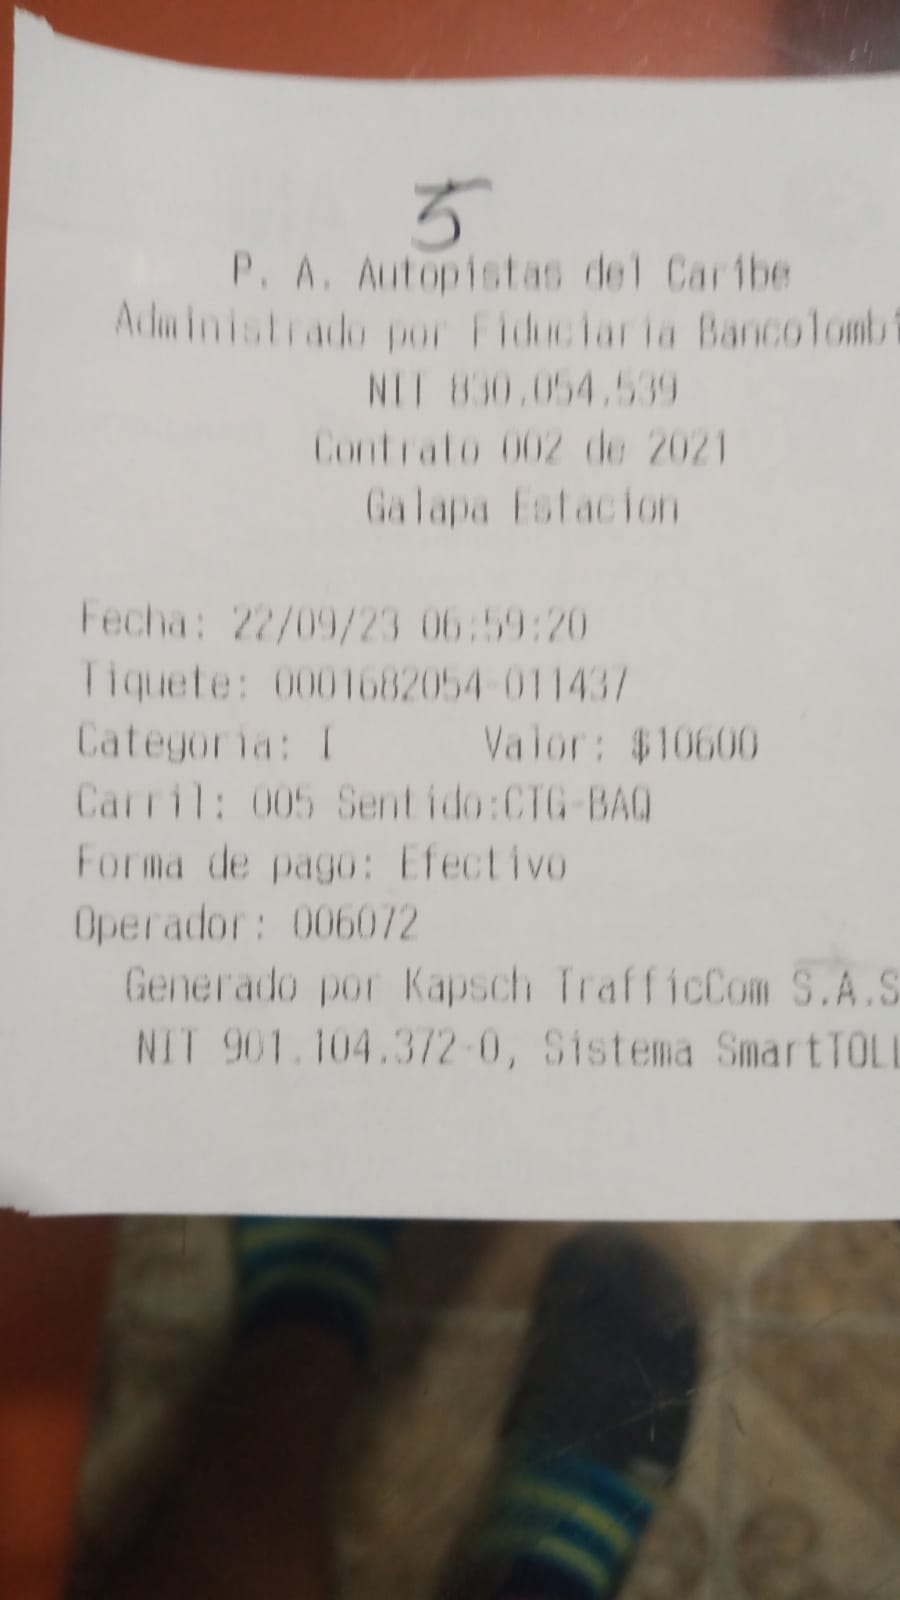 5
P. A. Autopistas del Caribe
Administrado por Fiduciaria Bancolombi
NIT 830.054.539
Contrato 002 de 2021
Galapa Estacion
Fecha: 22/09/23 06:59:20
Tiquete: 0001682054-011437
Categoria: I Valor: $10600
Carril: 005 Sentido:CTG-BAQ
Forma de pago: Efectivo
Operador: 006072
Generado por Kapsch TrafficCom S.A.S
NIT 901.104.372-0, Sistema SmartTOLL